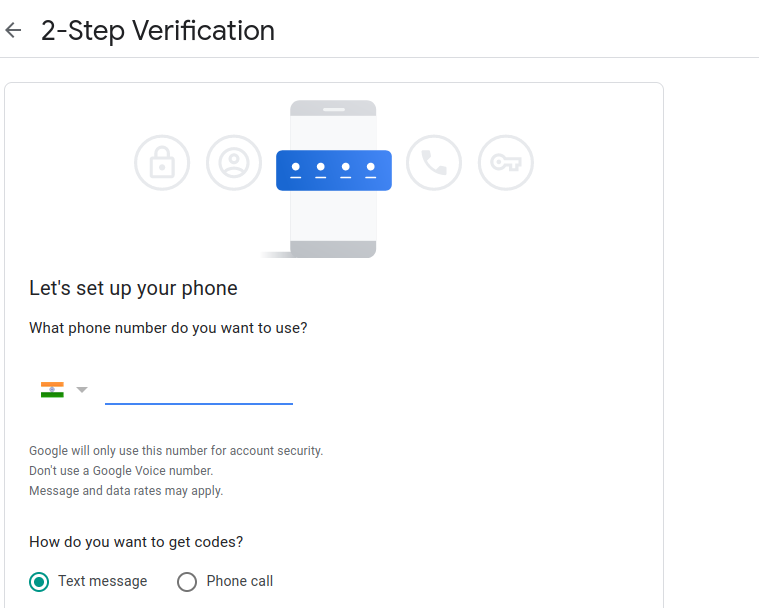 2-Step Verification
Let's set up your phone
What phone number do you want to use?
Google will only use this number for account security.
Don't use a Google Voice number.
Message and data rates may apply.
How do you want to get codes?
Text message Phone call